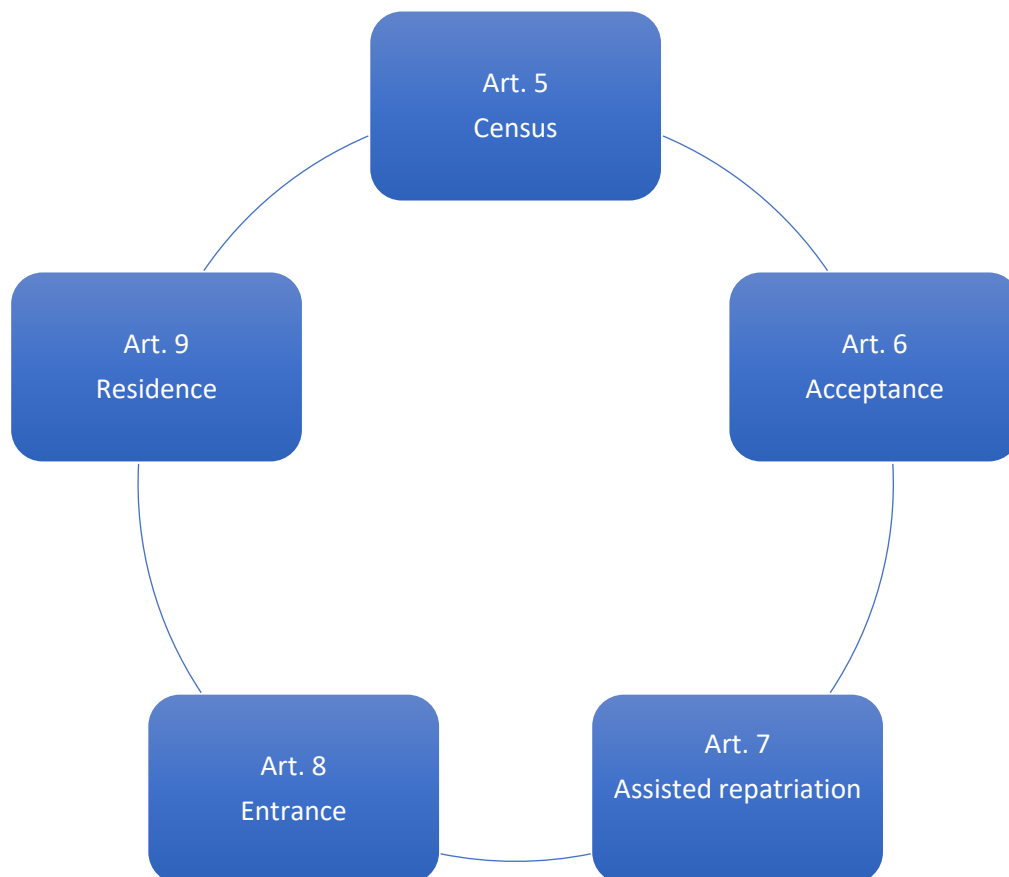 Art. 5
Census
Art. 6
Acceptance
Art. 7
Assisted repatriation
Art. 8
Entrance
Art. 9
Residence